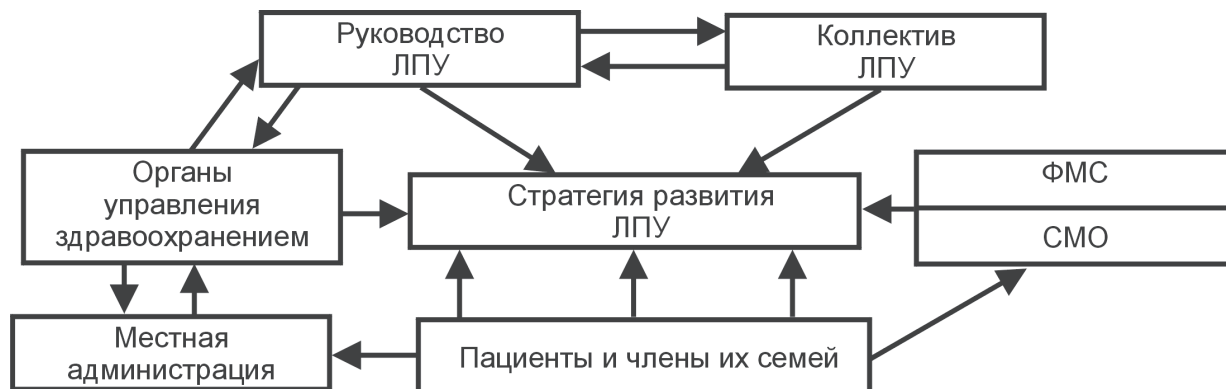 Руководство
ЛПУ
Коллектив
ЛПУ
Органы
управления
здравоохранением
Стратегия развития
ЛПУ
ФМС
СМО
Местная
администрация
Пациенты и члены их семей